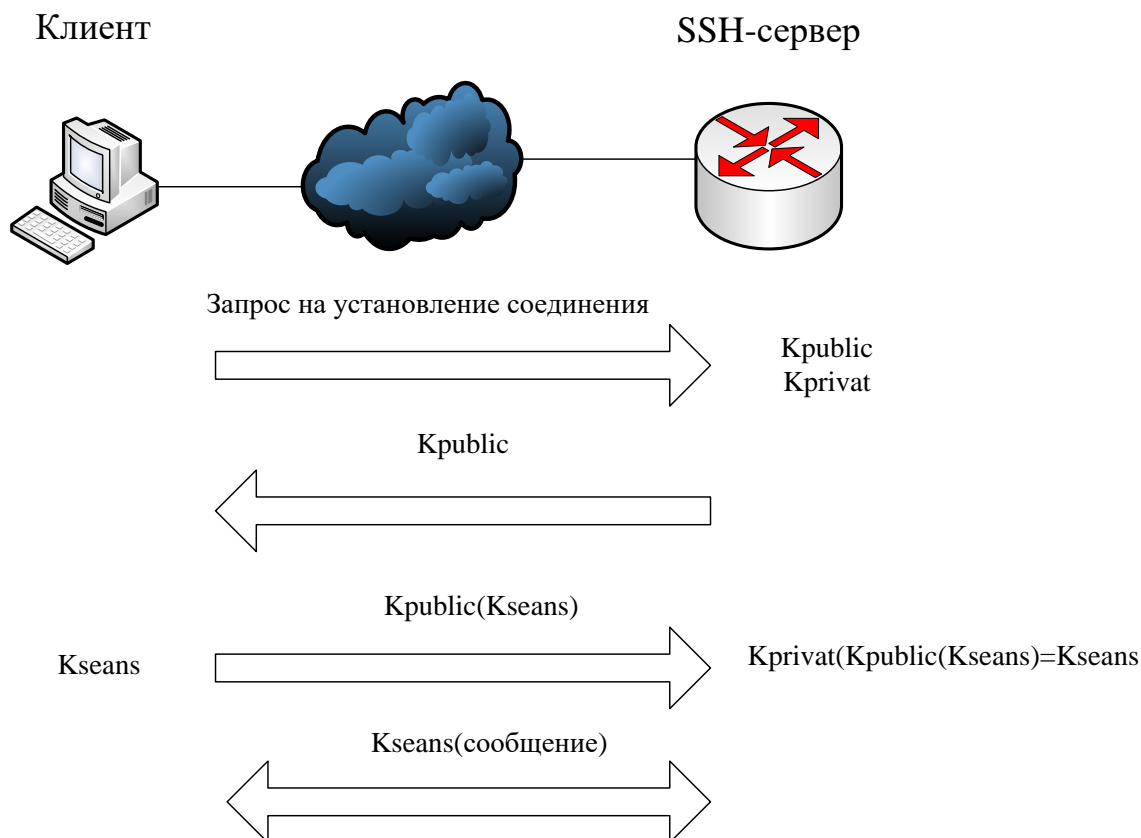 Клиент
SSH-сервер
Запрос на установление соединения
Kpublic
Kprivat
Kpublic
Kpublic(Kseans)
Kseans
Kprivat(Kpublic(Kseans)=Kseans
Kseans(сообщение)